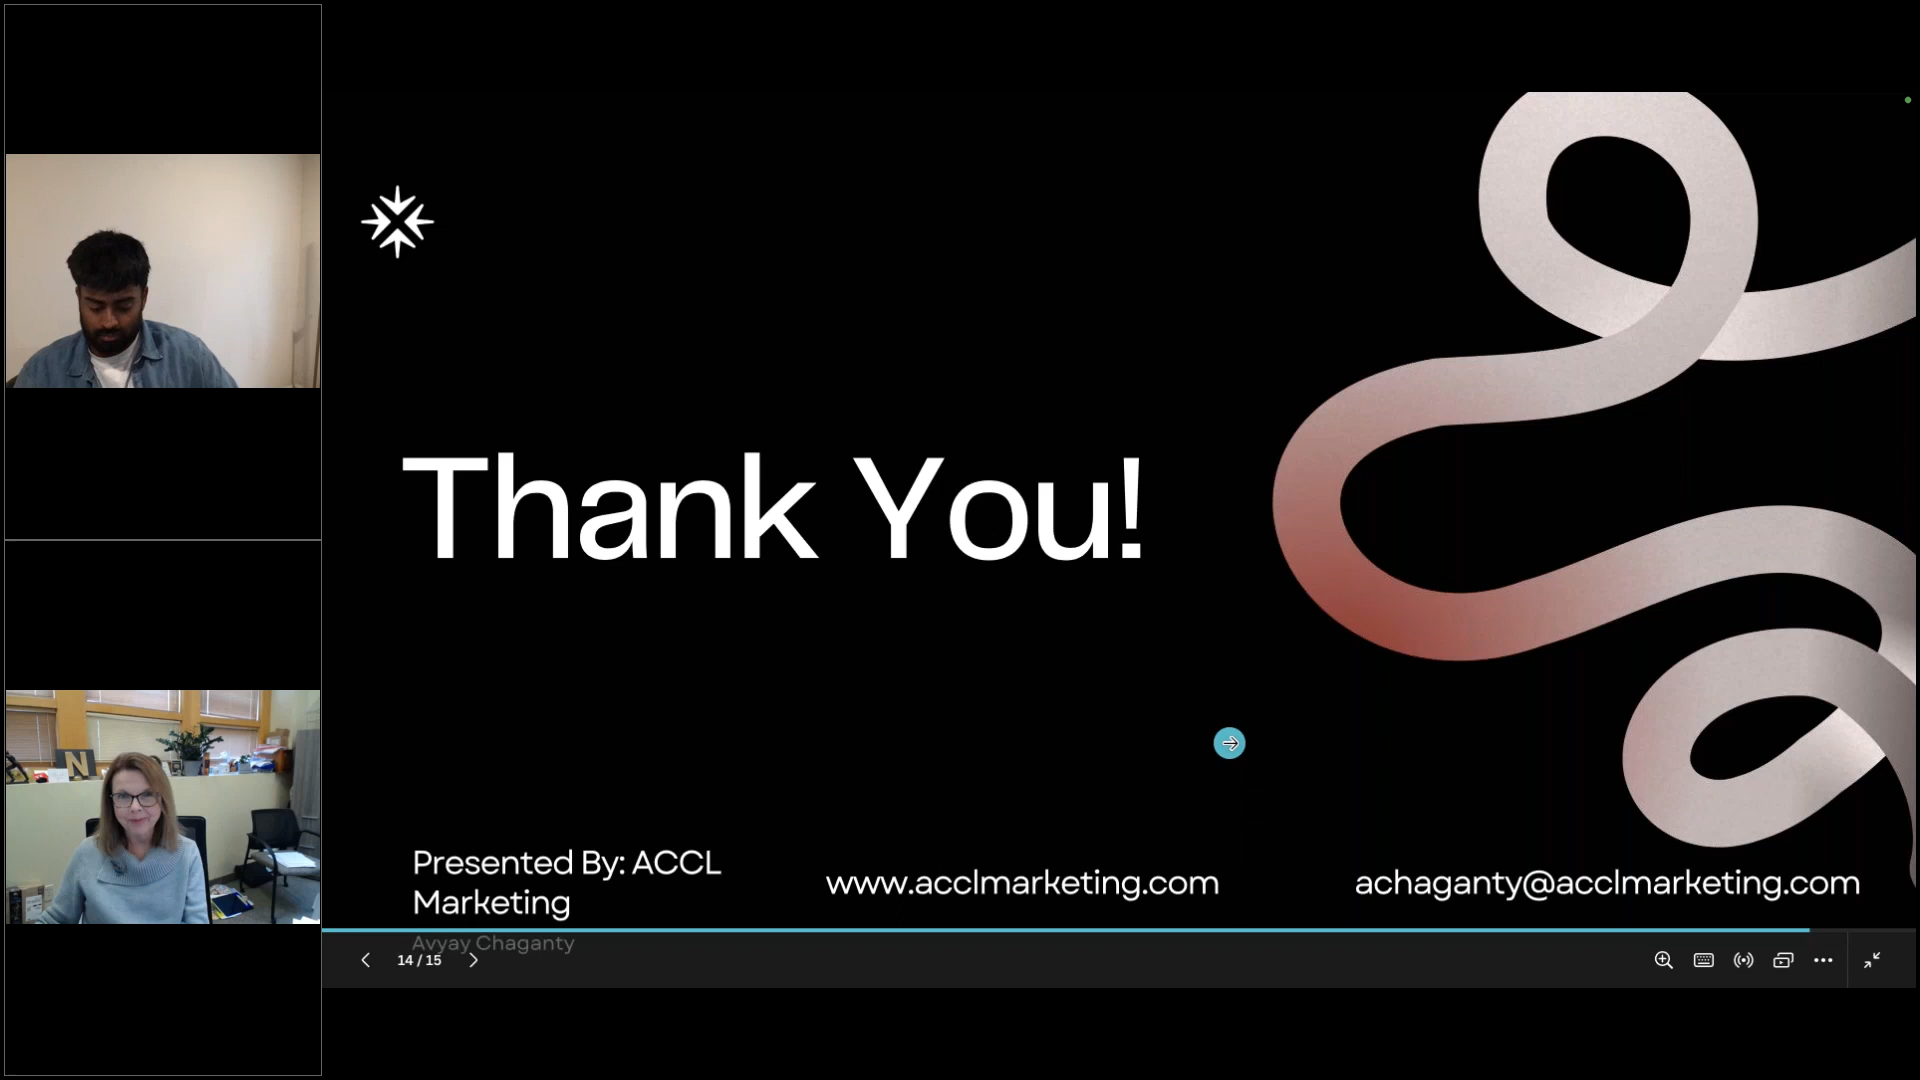 N
Thank You!
Presented By: ACCL
Marketing
www.acclmarketing.com
achaganty@acclmarketing.com
Avyay Chaganty
14 / 15